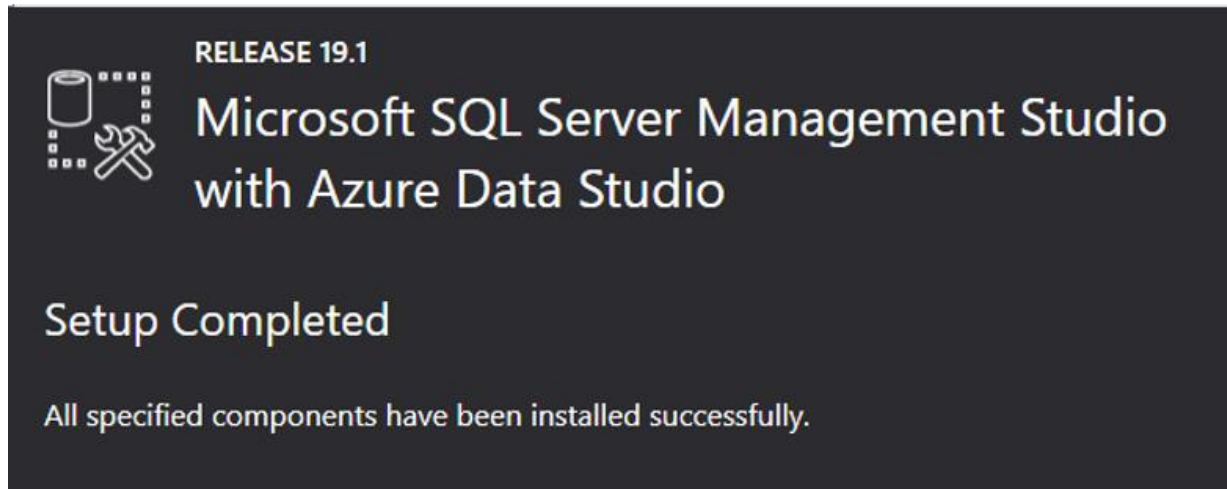 RELEASE 19.1
Microsoft SQL Server Management Studio
with Azure Data Studio
Setup Completed
All specified components have been installed successfully.